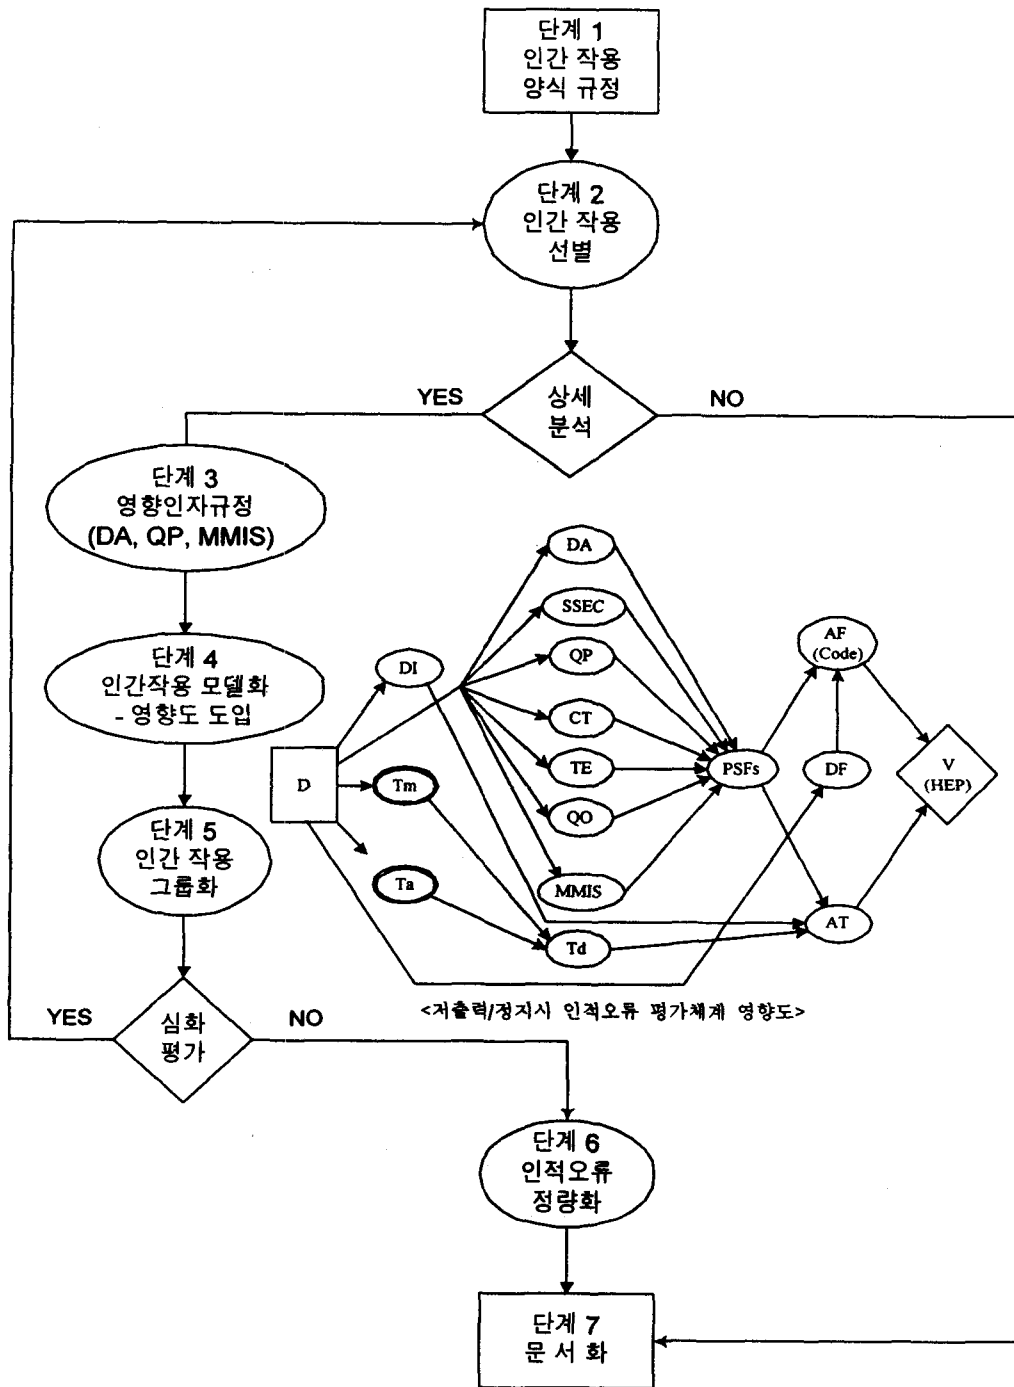 단계 1
인간 작용
양식 규정
단계 2
인간 작용
선별
YES
상세
분석
NO
단계 3
영향인자규정
(DA, QP, MMIS)
단계 4
인간작용 모델화
- 영향도 도입
단계 5
인간 작용
그룹화
D
DI
Tm
Ta
DA
SSEC
QP
CT
TE
QO
MMIS
Td
PSFs
AF
(Code)
DF
AT
V
(HEP)
<저출력/정지시 인적오류 평가체계 영향도>
YES
심화
평가
NO
단계 6
인적오류
정량화
단계 7
문 서 화